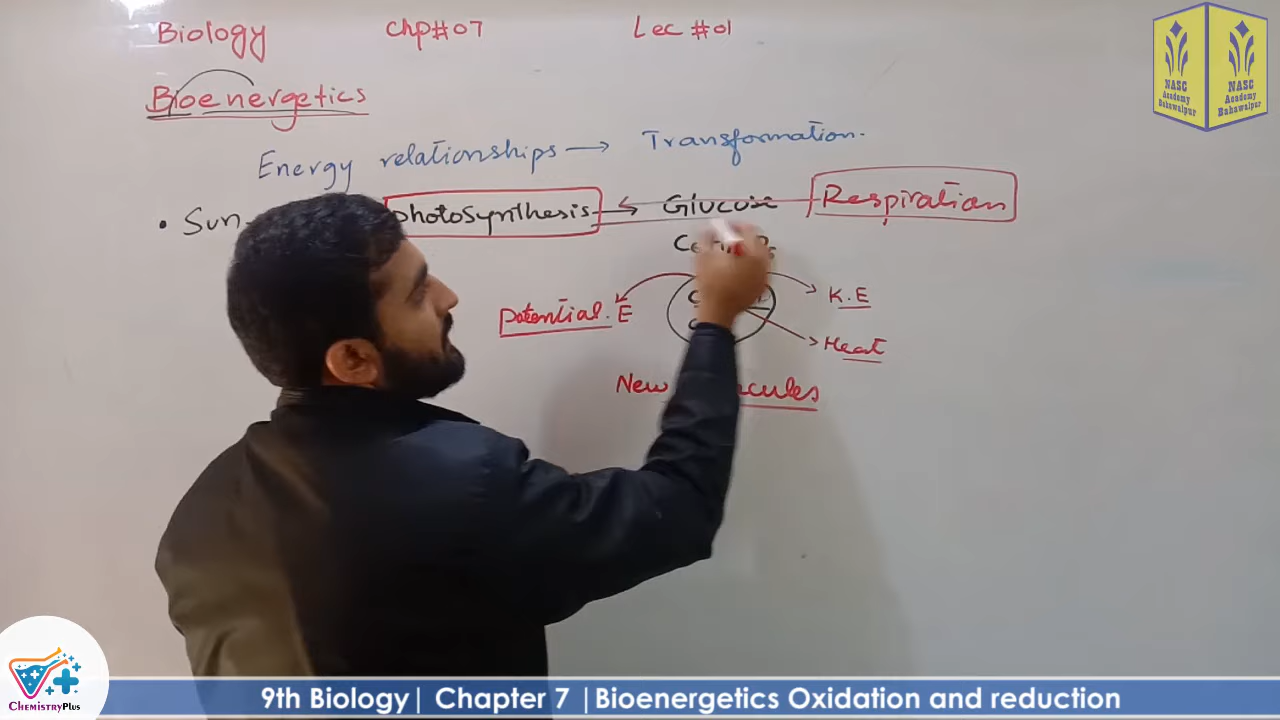 Biology Chp#07 Lec #01
Bioenergetics
Energy relationships → Transformation.
• Sun photosynthesis → Glucose Respiration
Potential. E K.E
Heat
New
NASC Academy Bahawalpur
NASC Academy Bahawalpur
CHEMISTRYPLUS
9th Biology| Chapter 7 |Bioenergetics Oxidation and reduction